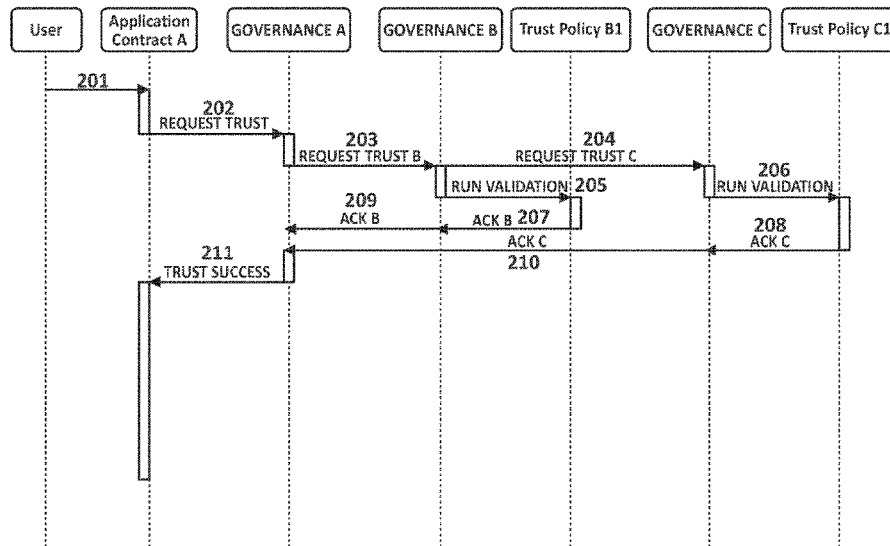 User
Application
Contract A
GOVERNANCE A
GOVERNANCE B
Trust Policy B1
GOVERNANCE C
Trust Policy C1
201
202
REQUEST TRUST
203
REQUEST TRUST B
204
REQUEST TRUST C
RUN VALIDATION
205
206
RUN VALIDATION
209
ACK B
ACK B
207
208
ACK C
ACK C
210
211
TRUST SUCCESS